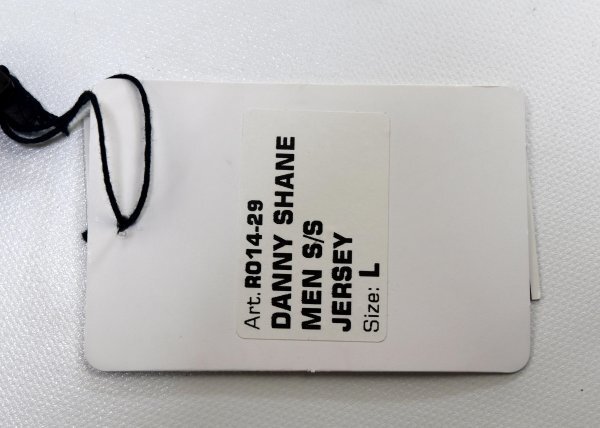 Art. R014-29
DANNY SHANE
MEN S/S
JERSEY
Size: L